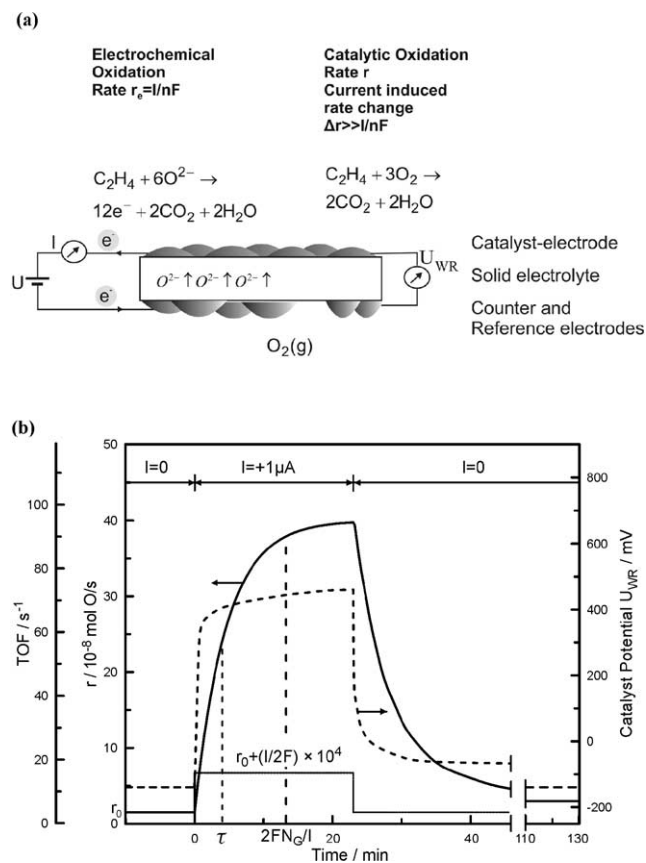 (a)
Electrochemical
Oxidation
Rate rₑ=I/nF
Catalytic Oxidation
Rate r
Current induced
rate change
Δr>>I/nF
C₂H₄ + 6O²⁻ →
12e⁻ + 2CO₂ + 2H₂O
C₂H₄ + 3O₂ →
2CO₂ + 2H₂O
I
e⁻
U
e⁻
O²⁻ ↑ O²⁻ ↑ O²⁻ ↑
U_WR
Catalyst-electrode
Solid electrolyte
Counter and
Reference electrodes
O₂(g)
(b)
I=0
I=+1μA
I=0
TOF / s⁻¹
100
80
60
40
20
0
r / 10⁻⁸ mol O/s
50
40
30
20
10
5
r₀
0
r₀+(I/2F) × 10⁴
Catalyst Potential U_WR / mV
800
600
400
200
0
-200
0
τ
2FN_G/I
20
40
110
130
Time / min